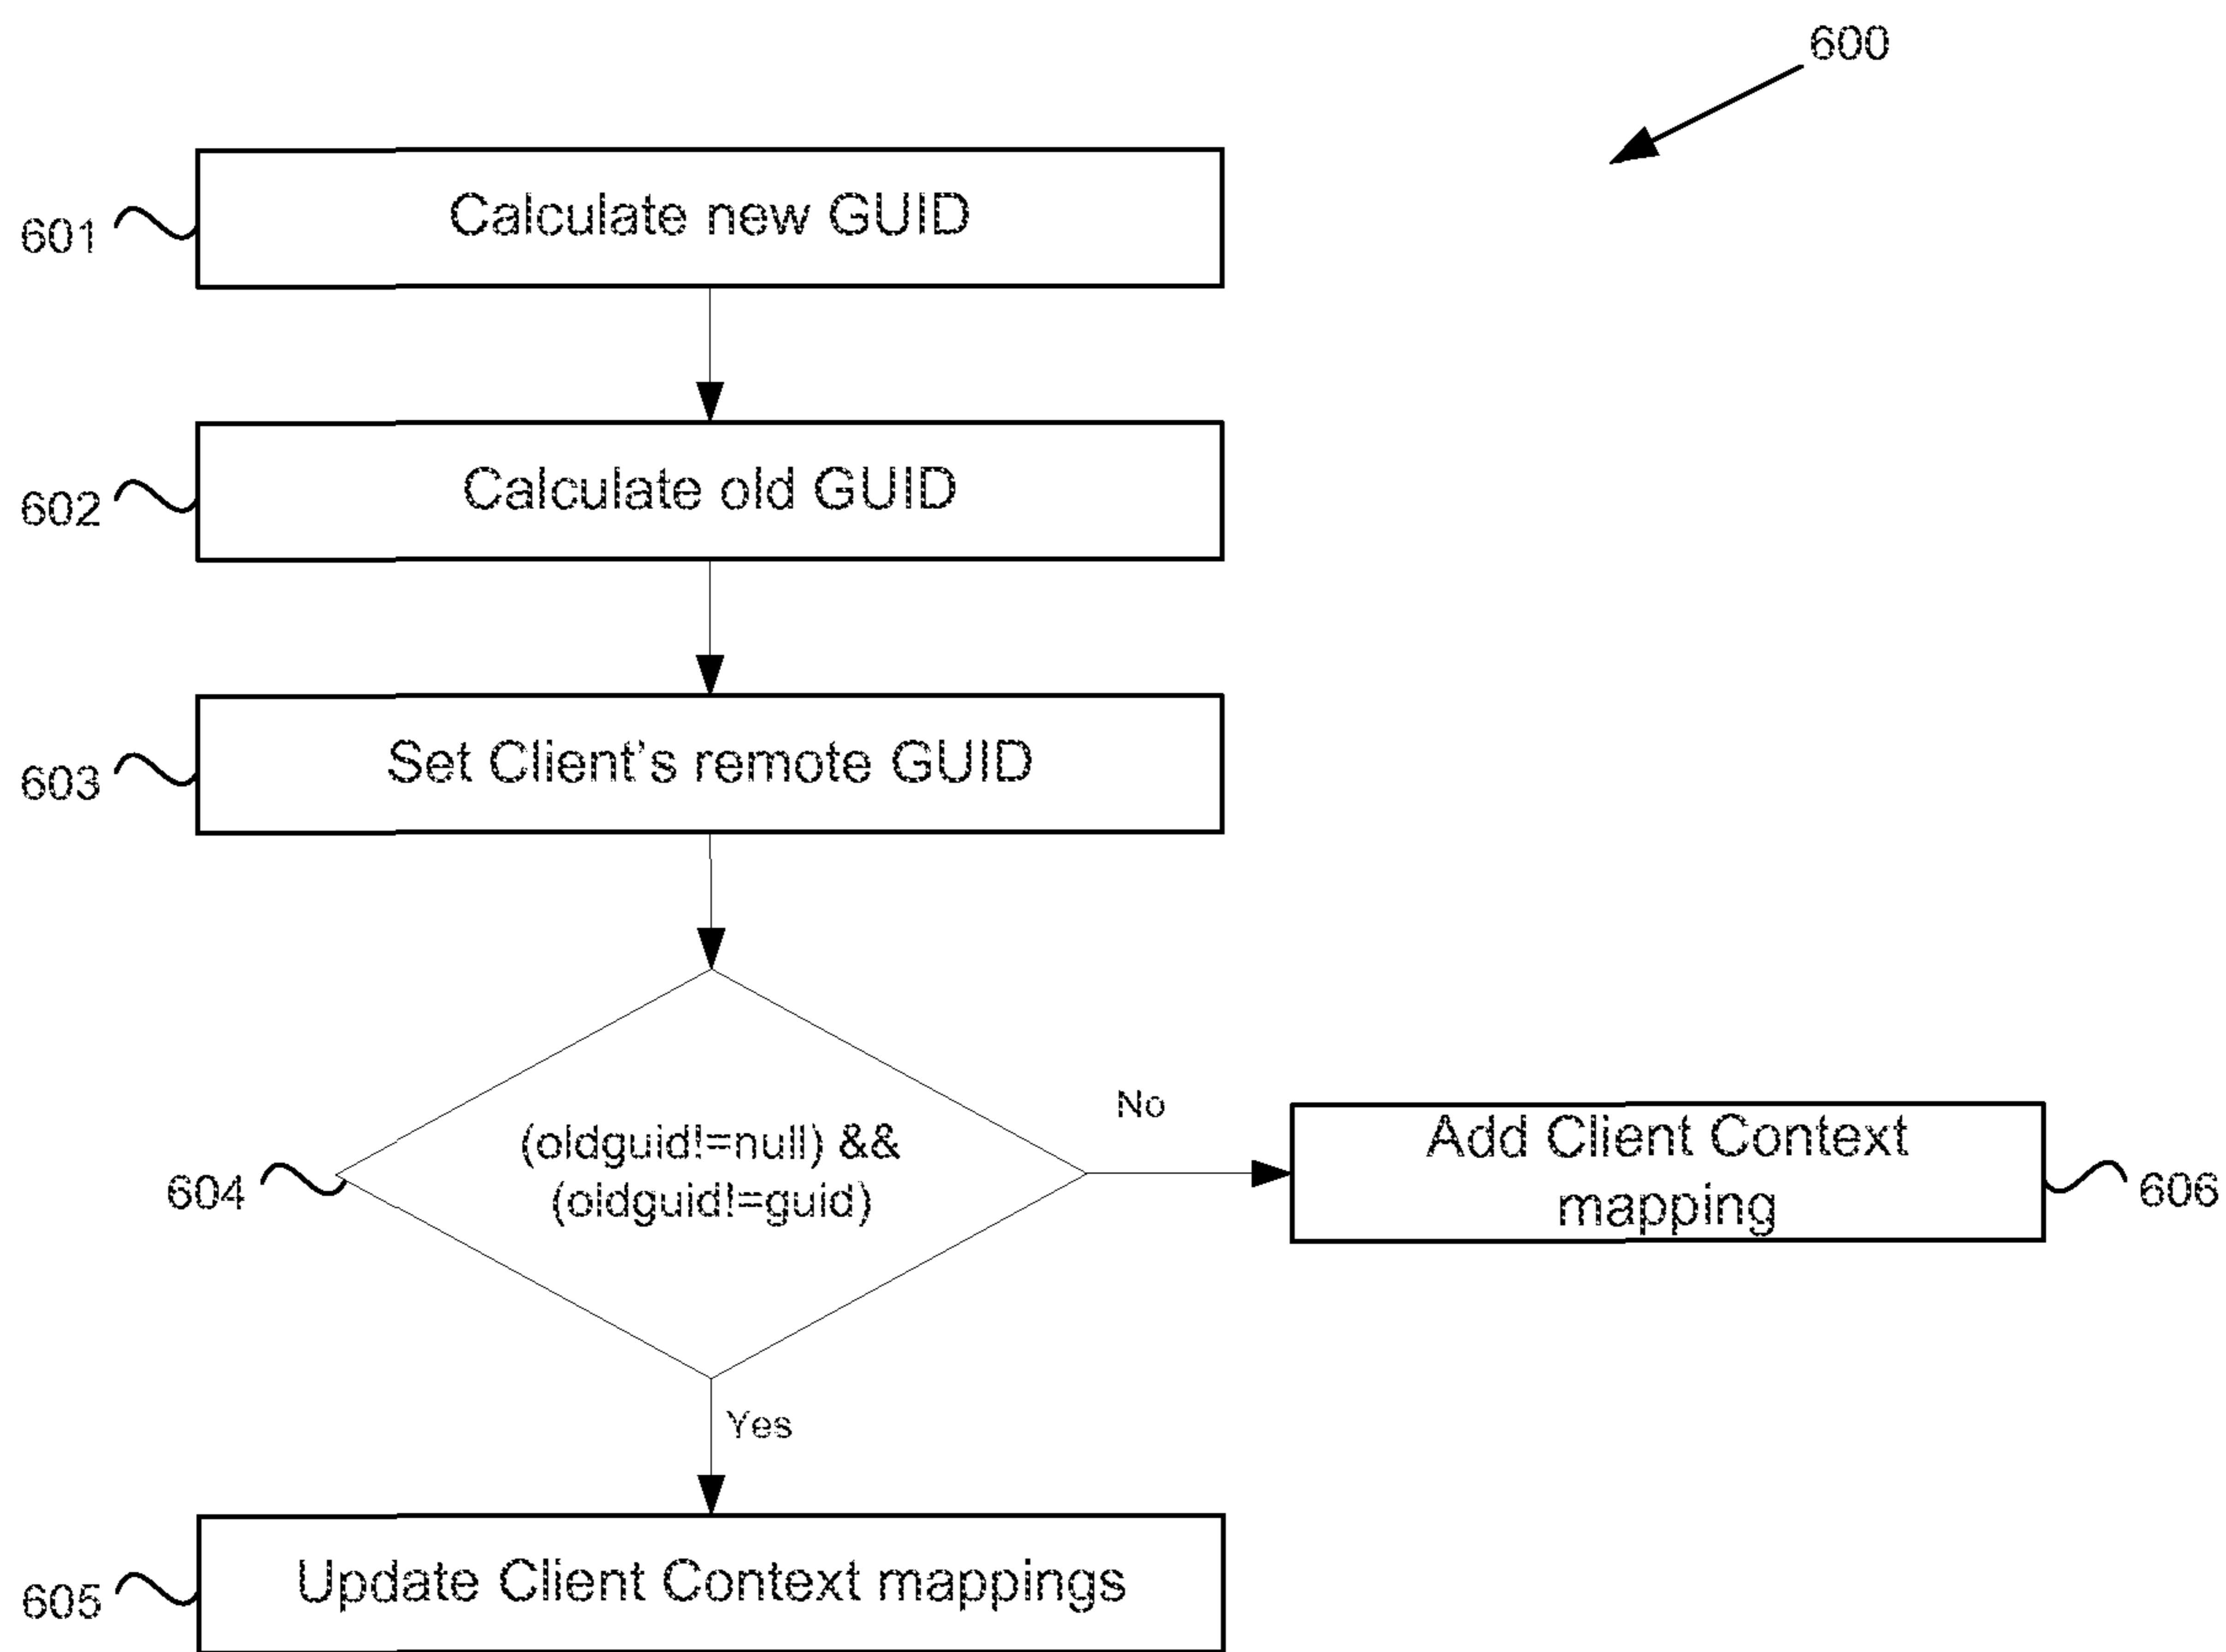 600
601
Calculate new GUID
602
Calculate old GUID
603
Set Client's remote GUID
604
(oldguid!=null) &&
(oldguid!=guid)
No
Add Client Context
mapping
606
Yes
605
Update Client Context mappings